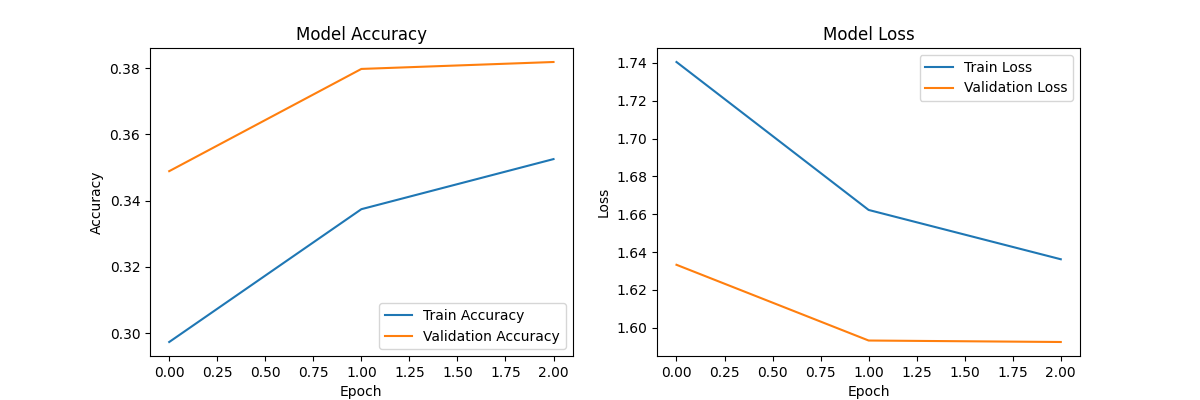 Model Accuracy
0.38
0.36
0.34
0.32
0.30
Accuracy
Train Accuracy
Validation Accuracy
0.00 0.25 0.50 0.75 1.00 1.25 1.50 1.75 2.00
Epoch
Model Loss
1.74
1.72
1.70
1.68
1.66
1.64
1.62
1.60
Loss
Train Loss
Validation Loss
0.00 0.25 0.50 0.75 1.00 1.25 1.50 1.75 2.00
Epoch